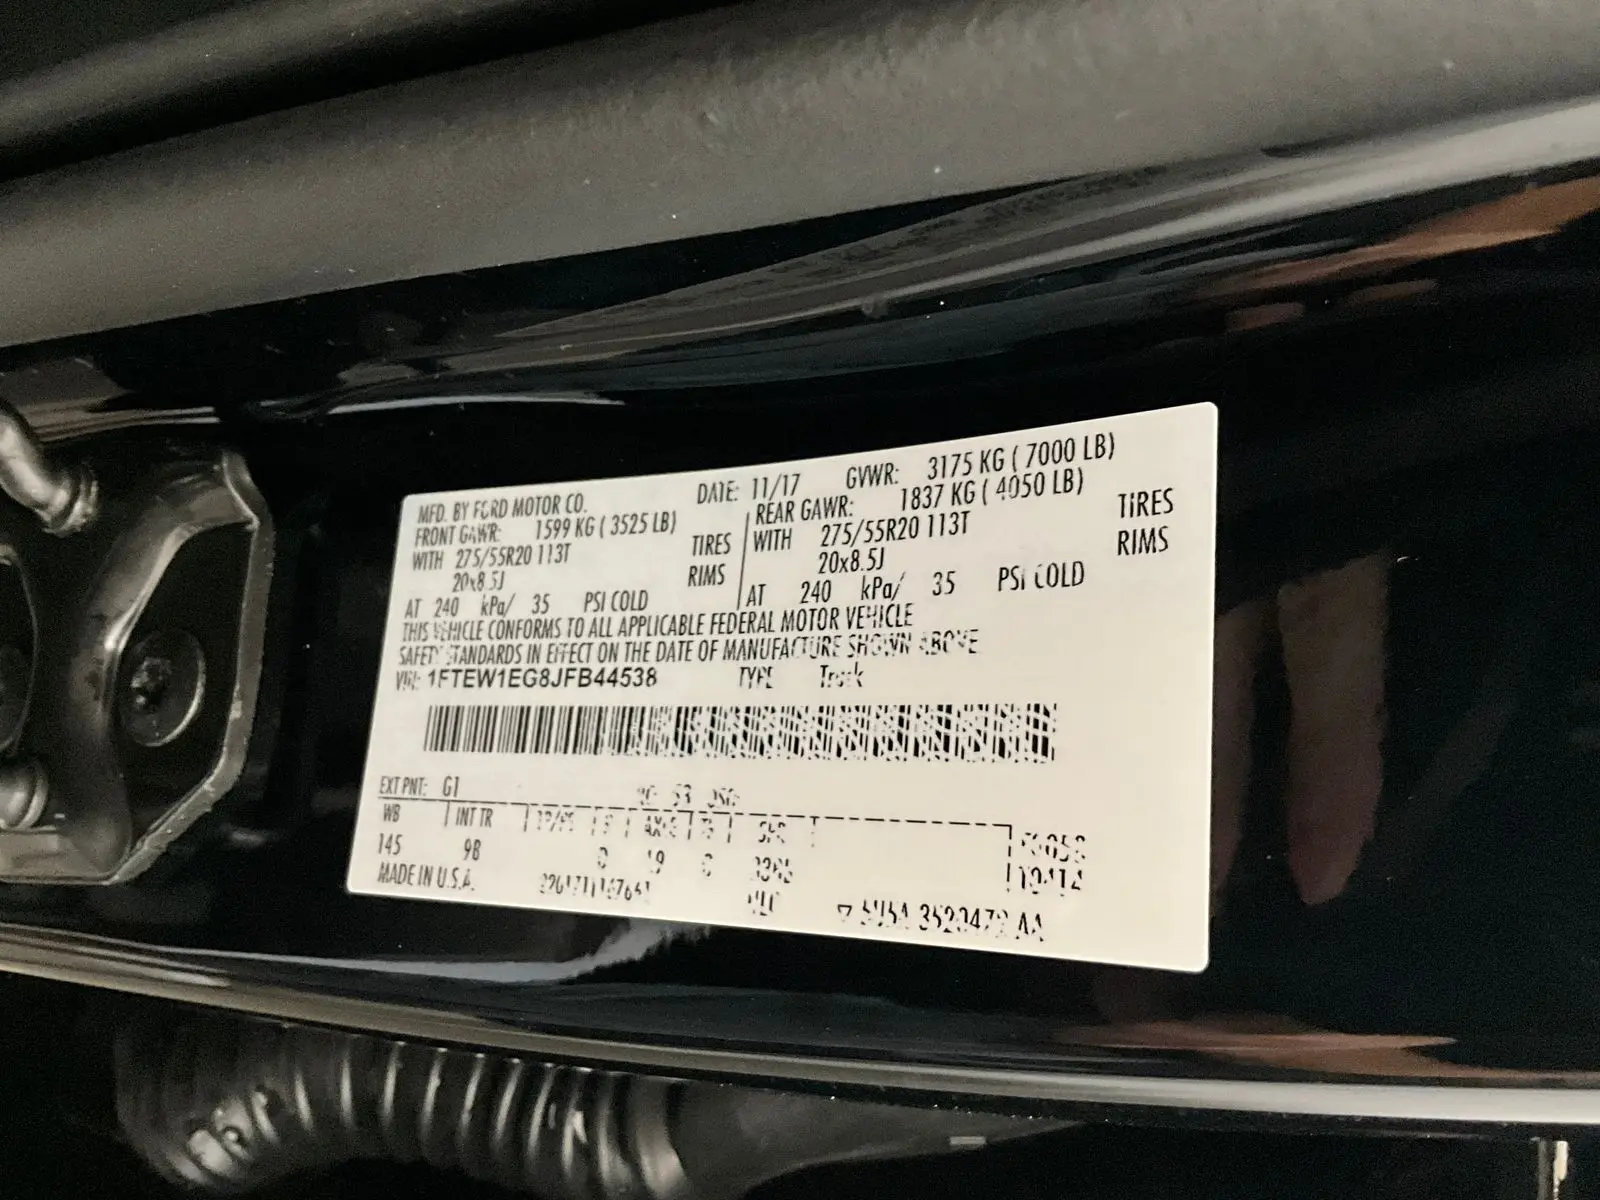 MFD. BY FORD MOTOR CO. DATE: 11/17 GVWR: 3175 KG ( 7000 LB)
FRONT GAWR: 1599 KG ( 3525 LB) REAR GAWR: 1837 KG ( 4050 LB)
WITH 275/55R20 113T TIRES WITH 275/55R20 113T TIRES
20x8.5J RIMS 20x8.5J RIMS
AT 240 kPa/ 35 PSI COLD AT 240 kPa/ 35 PSI COLD
THIS VEHICLE CONFORMS TO ALL APPLICABLE FEDERAL MOTOR VEHICLE
SAFETY STANDARDS IN EFFECT ON THE DATE OF MANUFACTURE SHOWN ABOVE
VIN: 1FTEW1EG8JFB44538 TYPE Truck
EXT PNT: G1
WB INT TR
145 9B 19
MADE IN U.S.A.